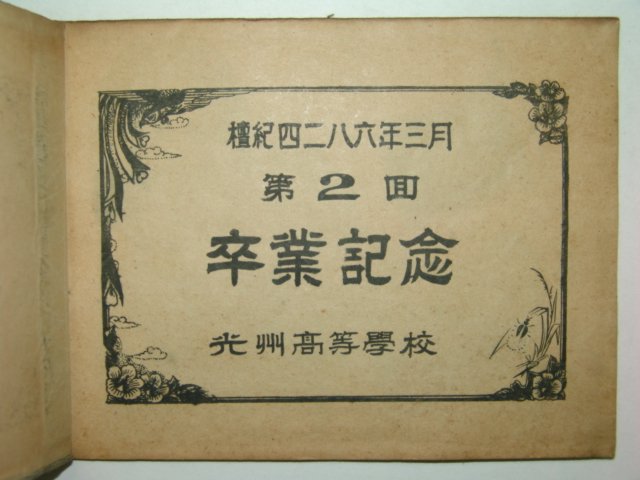 檀紀四二八六年三月
第2回
卒業記念
光州高等學校